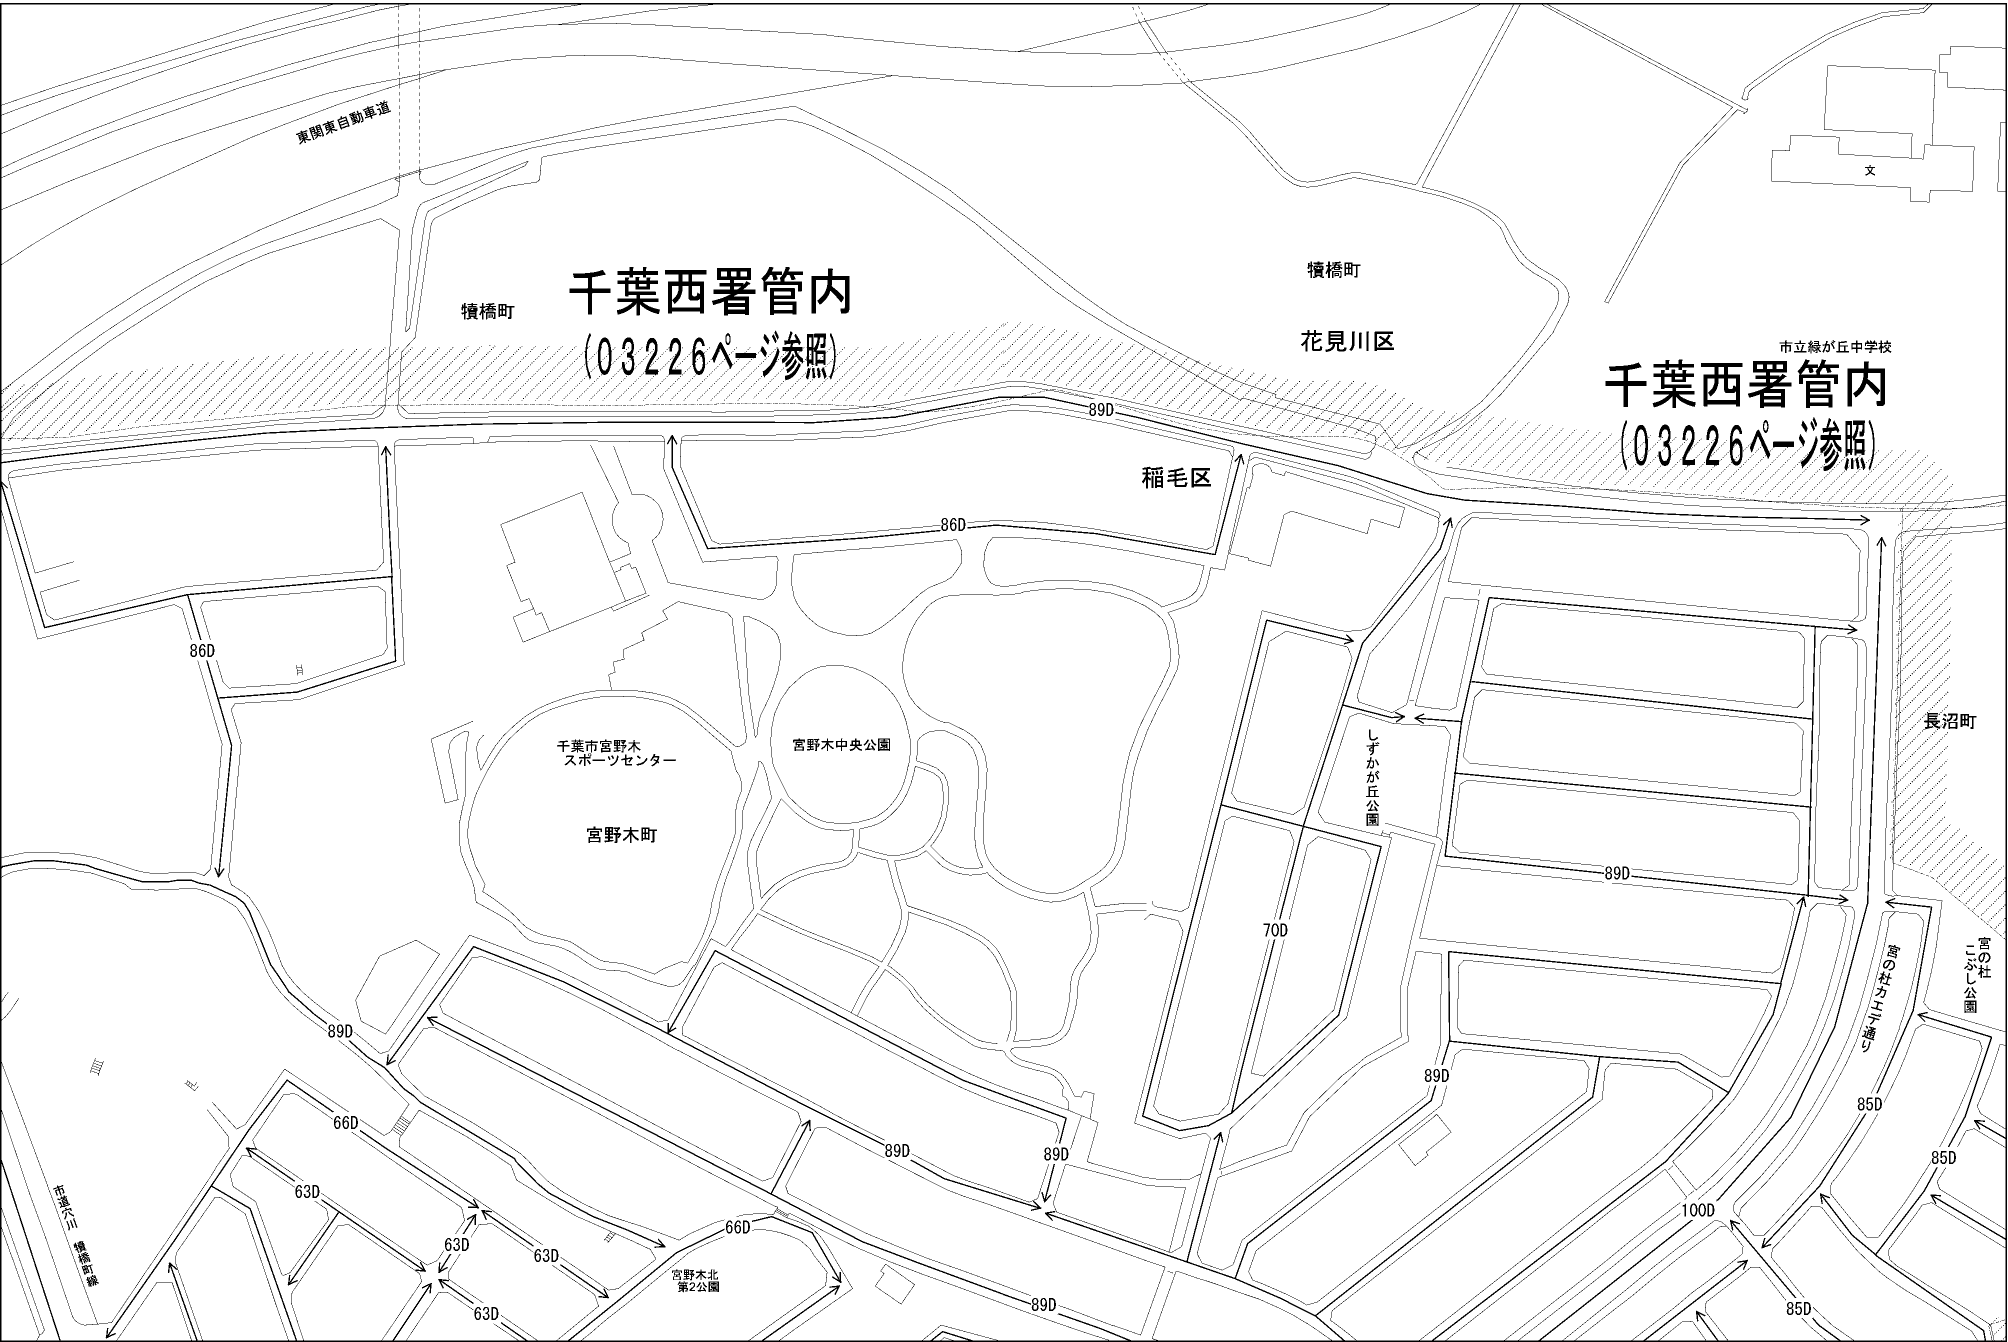 東関東自動車道
文
千葉西署管内
(03226ページ参照)
犢橋町
犢橋町
花見川区
市立緑が丘中学校
千葉西署管内
(03226ページ参照)
89D
稲毛区
86D
86D
長沼町
千葉市宮野木
スポーツセンター
宮野木中央公園
しずかが丘公園
宮野木町
89D
70D
宮の杜
こぶし公園
宮の杜カエデ通り
89D
89D
85D
66D
89D
89D
85D
63D
市道穴川 犢橋町線
66D
63D
63D
100D
宮野木北
第2公園
89D
63D
85D